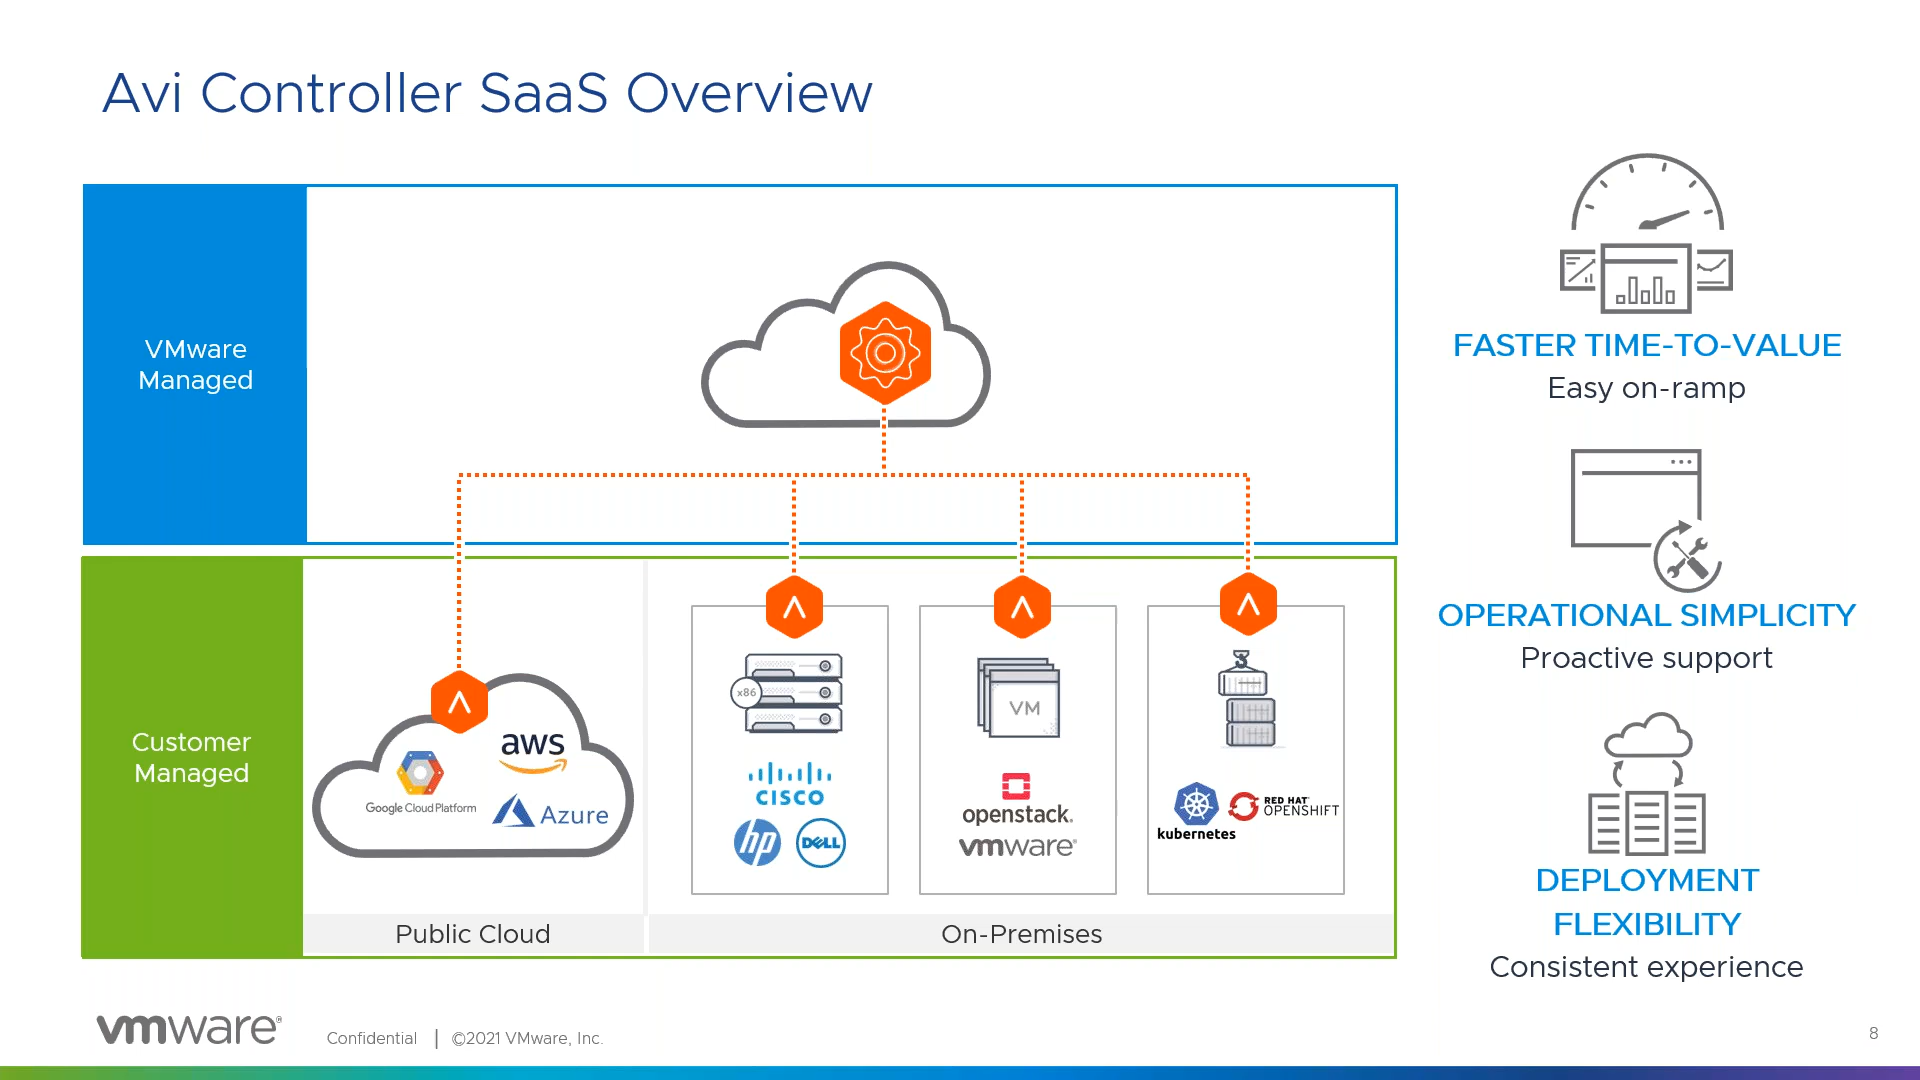 Avi Controller SaaS Overview
VMware
Managed
FASTER TIME-TO-VALUE
Easy on-ramp
OPERATIONAL SIMPLICITY
Proactive support
DEPLOYMENT
FLEXIBILITY
Consistent experience
Customer
Managed
Google Cloud Platform
aws
Azure
Public Cloud
x86
CISCO
hp
DELL
VM
openstack.
vmware®
kubernetes
RED HAT®
OPENSHIFT
On-Premises
vmware®
Confidential | ©2021 VMware, Inc.
8